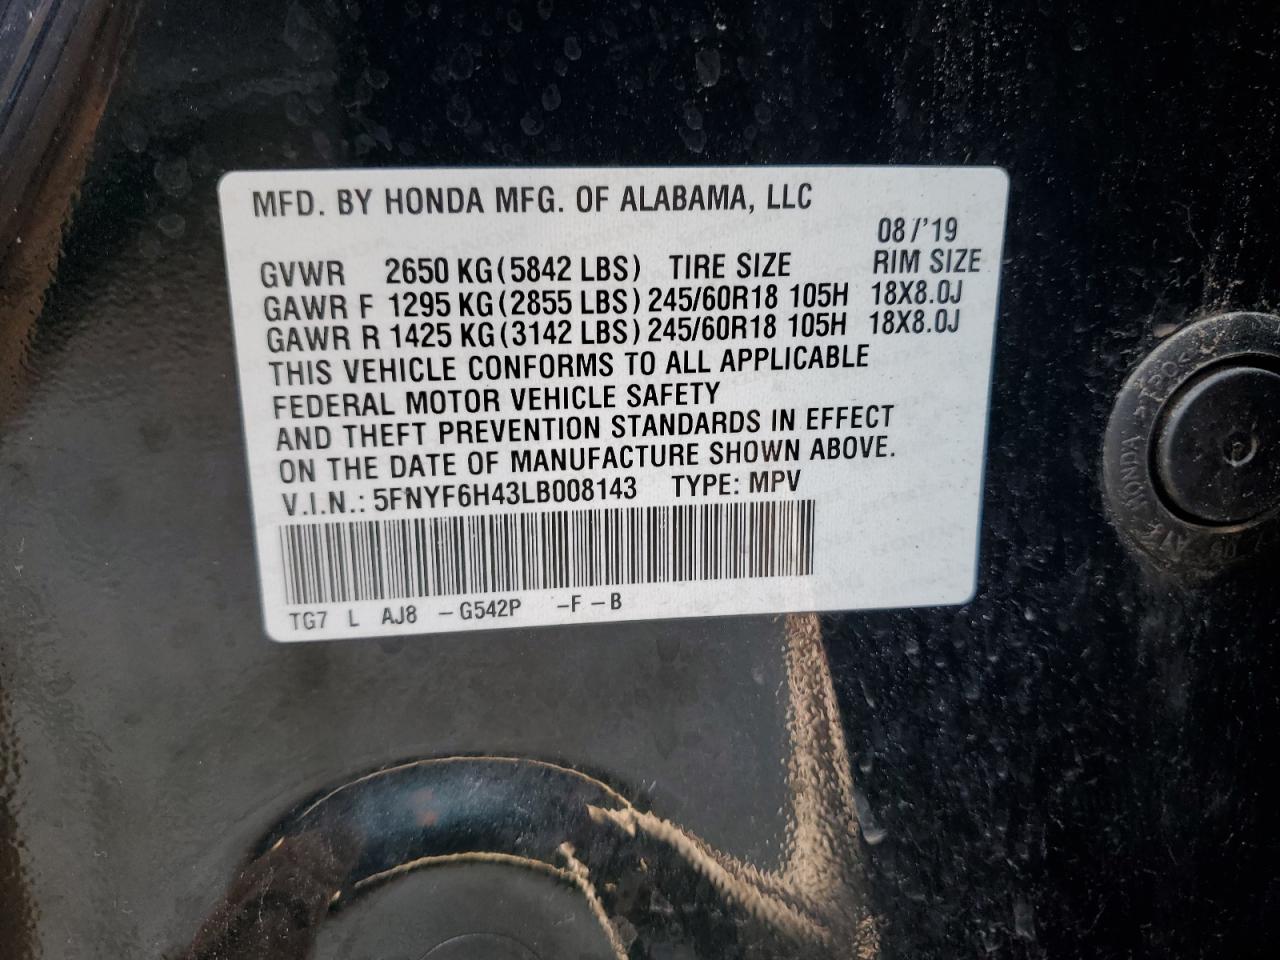 MFD. BY HONDA MFG. OF ALABAMA, LLC
08/'19
GVWR 2650 KG (5842 LBS) TIRE SIZE RIM SIZE
GAWR F 1295 KG (2855 LBS) 245/60R18 105H 18X8.0J
GAWR R 1425 KG (3142 LBS) 245/60R18 105H 18X8.0J
THIS VEHICLE CONFORMS TO ALL APPLICABLE
FEDERAL MOTOR VEHICLE SAFETY
AND THEFT PREVENTION STANDARDS IN EFFECT
ON THE DATE OF MANUFACTURE SHOWN ABOVE.
V.I.N.: 5FNYF6H43LB008143 TYPE: MPV
TG7 L AJ8 -G542P -F -B
HONDA